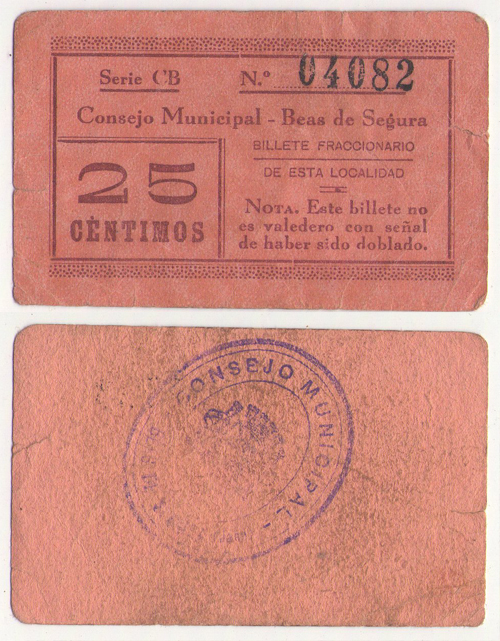 Serie CB N.º 04082
Consejo Municipal - Beas de Segura
25
CÉNTIMOS
BILLETE FRACCIONARIO
DE ESTA LOCALIDAD
NOTA. Este billete no
es valedero con señal
de haber sido doblado.
CONSEJO MUNICIPAL -